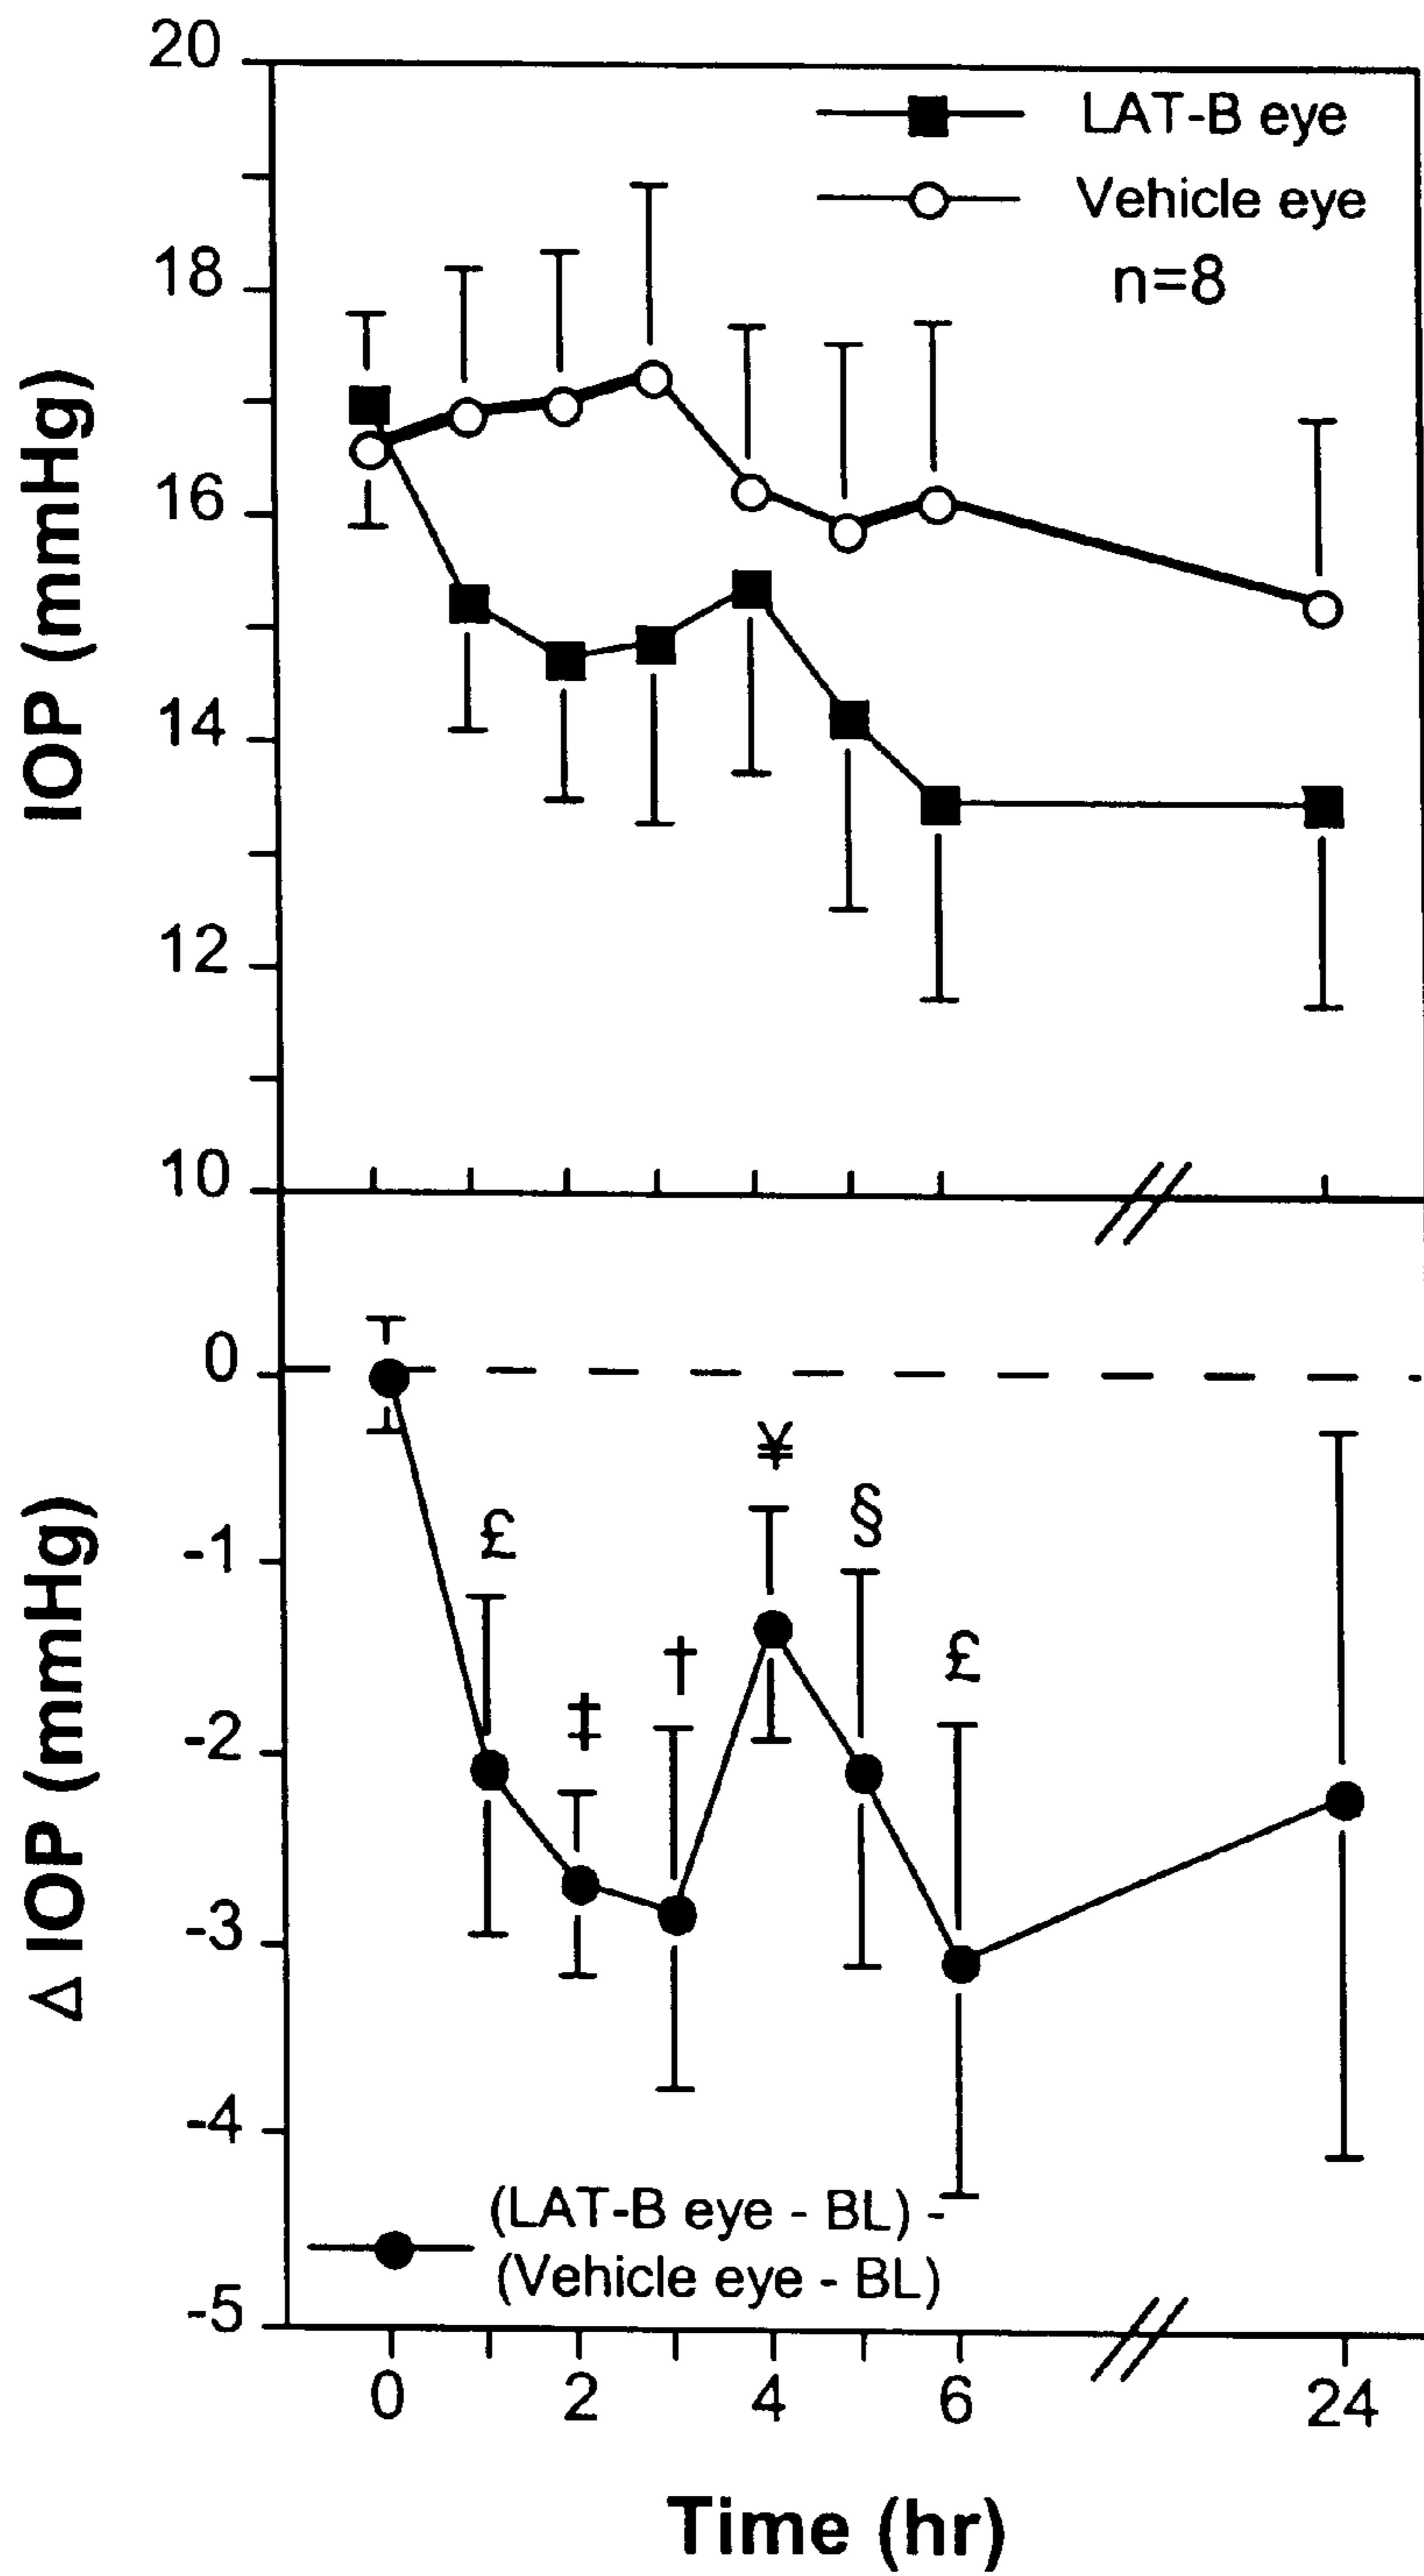 20
LAT-B eye
Vehicle eye
n=8
18
16
14
12
10
IOP (mmHg)
0
-1
-2
-3
-4
-5
Δ IOP (mmHg)
£
‡
†
¥
§
£
(LAT-B eye - BL) -
(Vehicle eye - BL)
0 2 4 6 24
Time (hr)